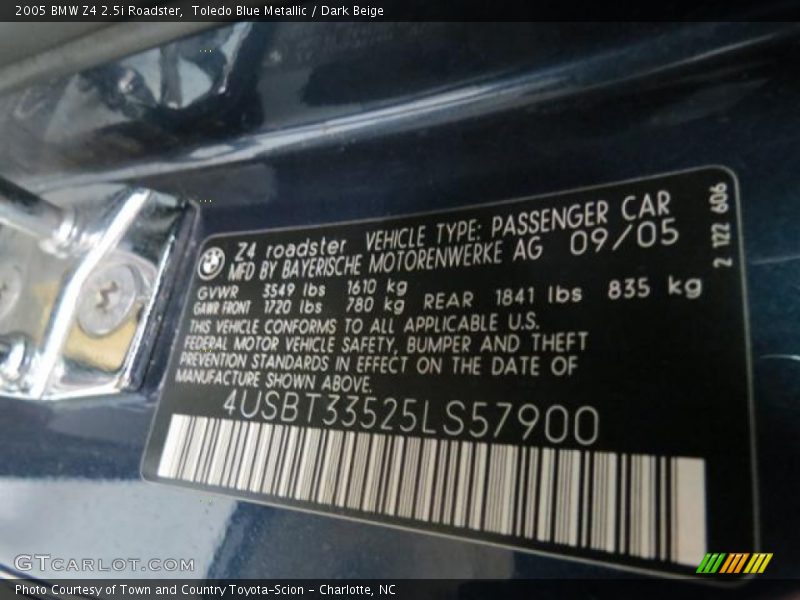 2005 BMW Z4 2.5i Roadster, Toledo Blue Metallic / Dark Beige
Z4 roadster VEHICLE TYPE: PASSENGER CAR
MFD BY BAYERISCHE MOTORENWERKE AG 09/05
GVWR 3549 lbs 1610 kg
GAWR FRONT 1720 lbs 780 kg REAR 1841 lbs 835 kg
THIS VEHICLE CONFORMS TO ALL APPLICABLE U.S.
FEDERAL MOTOR VEHICLE SAFETY, BUMPER AND THEFT
PREVENTION STANDARDS IN EFFECT ON THE DATE OF
MANUFACTURE SHOWN ABOVE.
4USBT33525LS57900
2 122 606
GTCARLOT.COM
Photo Courtesy of Town and Country Toyota-Scion - Charlotte, NC